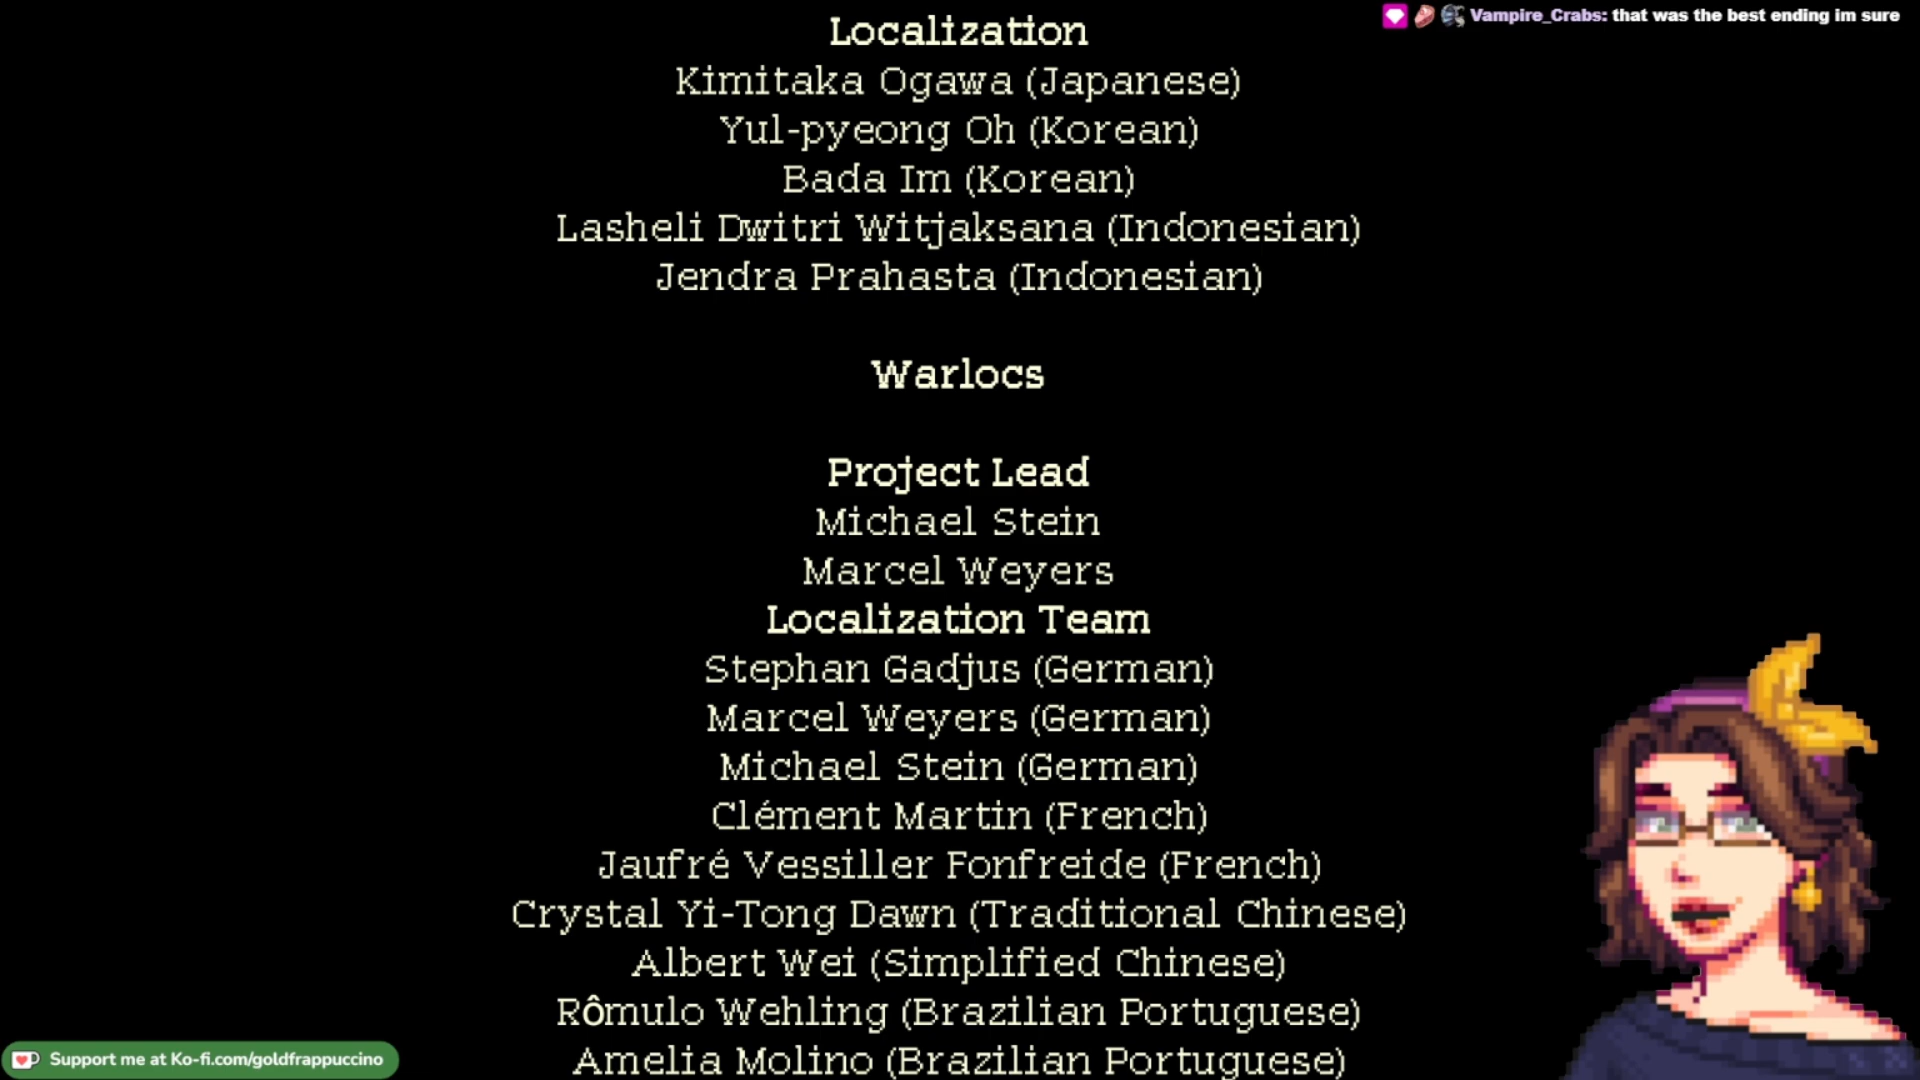 Localization
Kimitaka Ogawa (Japanese)
Yul-pyeong Oh (Korean)
Bada Im (Korean)
Lasheli Dwitri Witjaksana (Indonesian)
Jendra Prahasta (Indonesian)
Warlocs
Project Lead
Michael Stein
Marcel Weyers
Localization Team
Stephan Gadjus (German)
Marcel Weyers (German)
Michael Stein (German)
Clément Martin (French)
Jaufré Vessiller Fonfreide (French)
Crystal Yi-Tong Dawn (Traditional Chinese)
Albert Wei (Simplified Chinese)
Rômulo Wehling (Brazilian Portuguese)
Amelia Molino (Brazilian Portuguese)
Vampire_Crabs: that was the best ending im sure
Support me at Ko-fi.com/goldfrappuccino